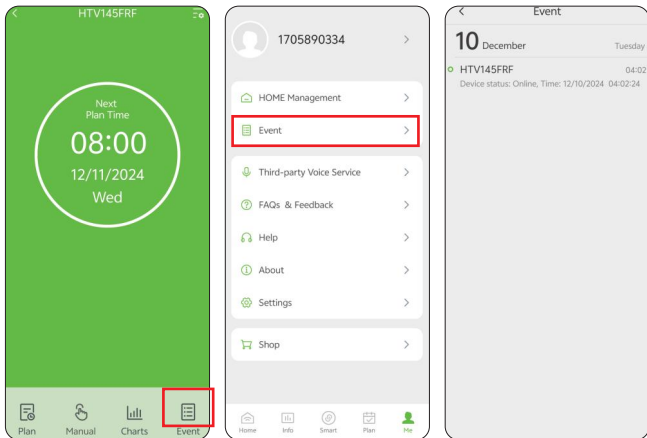 HTV145FRF
Next
Plan Time
08:00
12/11/2024
Wed
Plan
Manual
Charts
Event
1705890334
HOME Management
Event
Third-party Voice Service
FAQs & Feedback
Help
About
Settings
Shop
Home
Info
Smart
Plan
Me
Event
10 December Tuesday
HTV145FRF 04:02
Device status: Online, Time: 12/10/2024 04:02:24